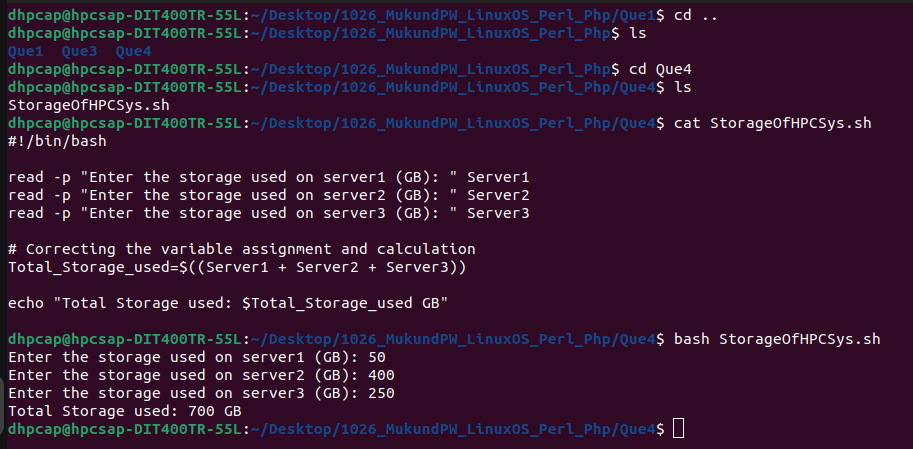 dhpcap@hpcsap-DIT400TR-55L:~/Desktop/1026_MukundPW_LinuxOS_Perl_Php/Que1$ cd ..
dhpcap@hpcsap-DIT400TR-55L:~/Desktop/1026_MukundPW_LinuxOS_Perl_Php$ ls
Que1  Que3  Que4
dhpcap@hpcsap-DIT400TR-55L:~/Desktop/1026_MukundPW_LinuxOS_Perl_Php$ cd Que4
dhpcap@hpcsap-DIT400TR-55L:~/Desktop/1026_MukundPW_LinuxOS_Perl_Php/Que4$ ls
StorageOfHPCSys.sh
dhpcap@hpcsap-DIT400TR-55L:~/Desktop/1026_MukundPW_LinuxOS_Perl_Php/Que4$ cat StorageOfHPCSys.sh
#!/bin/bash

read -p "Enter the storage used on server1 (GB): " Server1
read -p "Enter the storage used on server2 (GB): " Server2
read -p "Enter the storage used on server3 (GB): " Server3

# Correcting the variable assignment and calculation
Total_Storage_used=$((Server1 + Server2 + Server3))

echo "Total Storage used: $Total_Storage_used GB"

dhpcap@hpcsap-DIT400TR-55L:~/Desktop/1026_MukundPW_LinuxOS_Perl_Php/Que4$ bash StorageOfHPCSys.sh
Enter the storage used on server1 (GB): 50
Enter the storage used on server2 (GB): 400
Enter the storage used on server3 (GB): 250
Total Storage used: 700 GB
dhpcap@hpcsap-DIT400TR-55L:~/Desktop/1026_MukundPW_LinuxOS_Perl_Php/Que4$